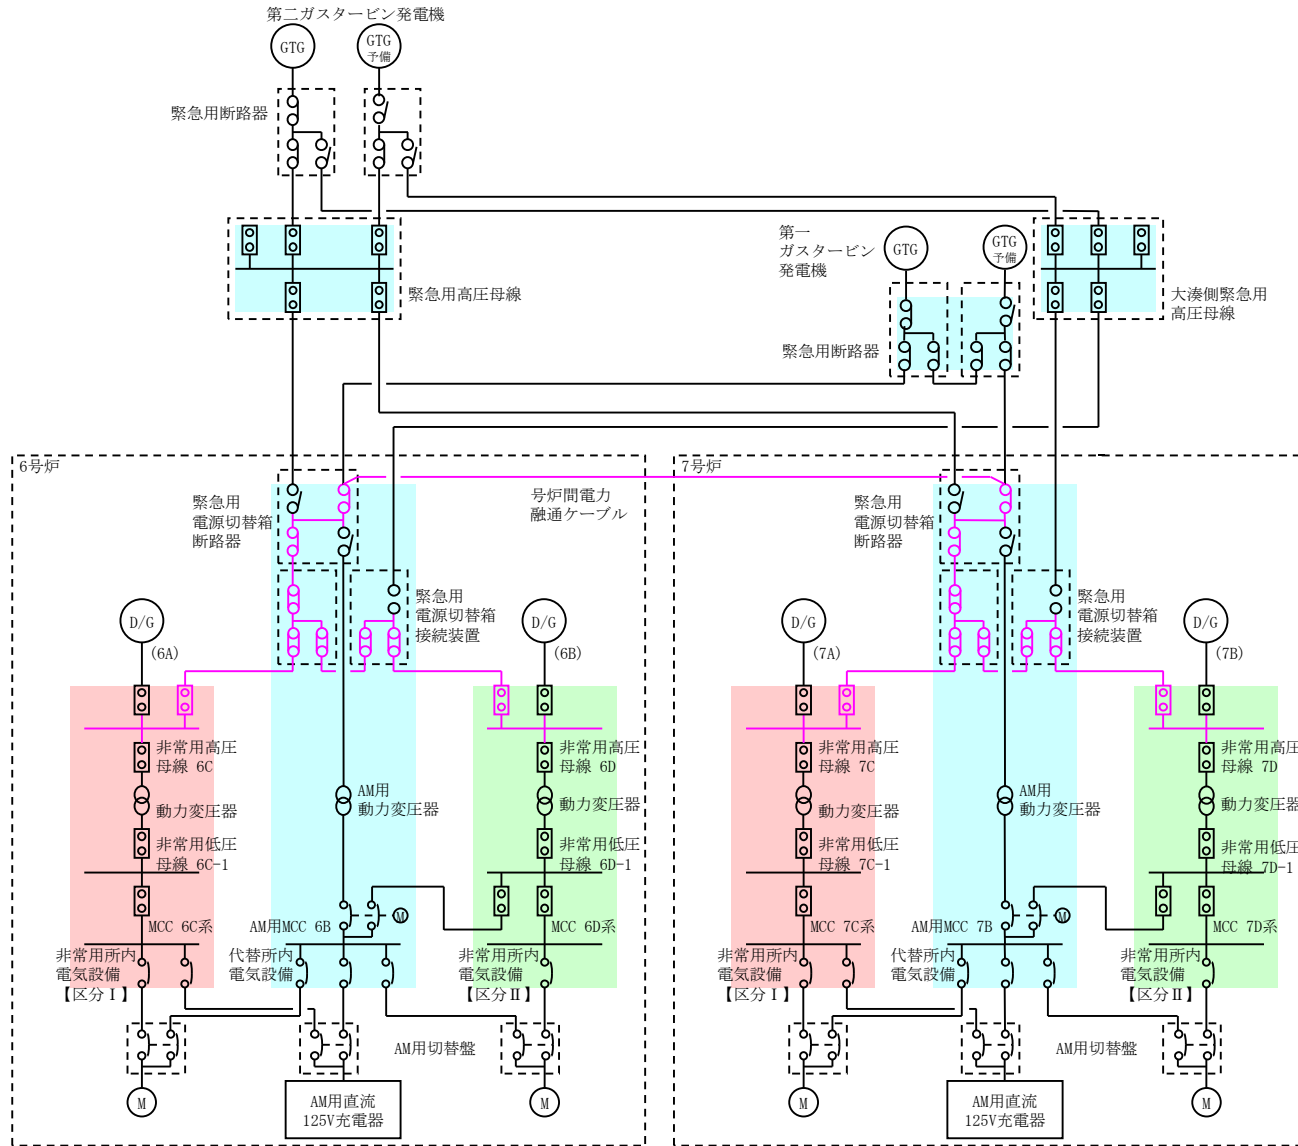 第二ガスタービン発電機
GTG
GTG
予備
緊急用断路器
緊急用高圧母線
第一
ガスタービン
発電機
GTG
GTG
予備
緊急用断路器
大湊側緊急用
高圧母線
6号炉
緊急用
電源切替箱
断路器
号炉間電力
融通ケーブル
緊急用
電源切替箱
接続装置
D/G
(6A)
D/G
(6B)
非常用高圧
母線 6C
動力変圧器
非常用低圧
母線 6C-1
MCC 6C系
非常用所内
電気設備
【区分Ⅰ】
AM用
動力変圧器
AM用MCC 6B
M
代替所内
電気設備
非常用高圧
母線 6D
動力変圧器
非常用低圧
母線 6D-1
MCC 6D系
非常用所内
電気設備
【区分Ⅱ】
AM用切替盤
M
AM用直流
125V充電器
M
7号炉
緊急用
電源切替箱
断路器
緊急用
電源切替箱
接続装置
D/G
(7A)
D/G
(7B)
非常用高圧
母線 7C
動力変圧器
非常用低圧
母線 7C-1
MCC 7C系
非常用所内
電気設備
【区分Ⅰ】
AM用
動力変圧器
AM用MCC 7B
M
代替所内
電気設備
非常用高圧
母線 7D
動力変圧器
非常用低圧
母線 7D-1
MCC 7D系
非常用所内
電気設備
【区分Ⅱ】
AM用切替盤
M
AM用直流
125V充電器
M